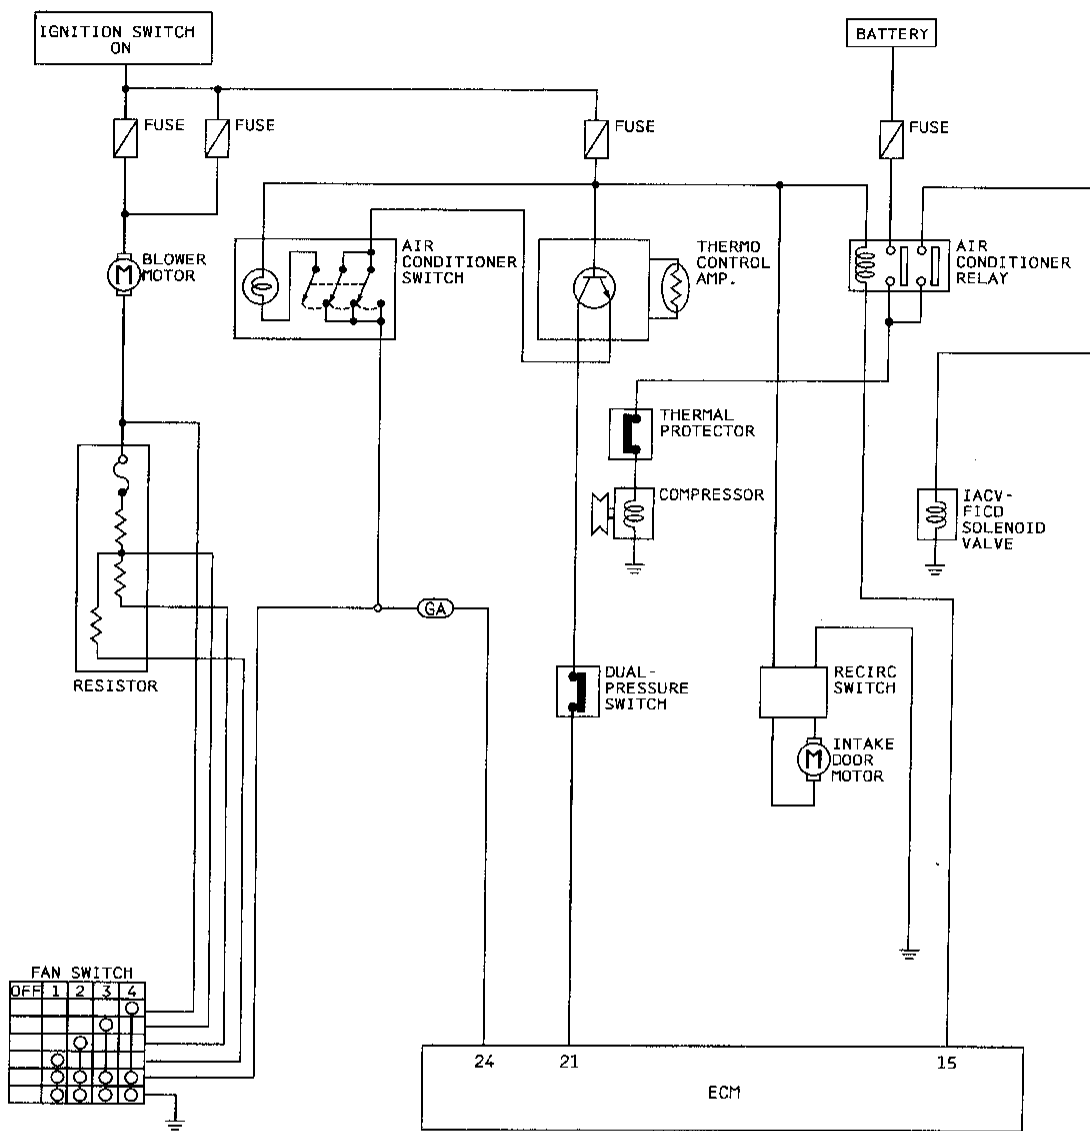 IGNITION SWITCH
ON
BATTERY
FUSE
FUSE
FUSE
FUSE
BLOWER
MOTOR
M
AIR
CONDITIONER
SWITCH
THERMO
CONTROL
AMP.
AIR
CONDITIONER
RELAY
THERMAL
PROTECTOR
COMPRESSOR
IACV-
FICD
SOLENOID
VALVE
GA
RESISTOR
DUAL-
PRESSURE
SWITCH
RECIRC
SWITCH
M
INTAKE
DOOR
MOTOR
FAN SWITCH
OFF 1 2 3 4
24 21 15
ECM